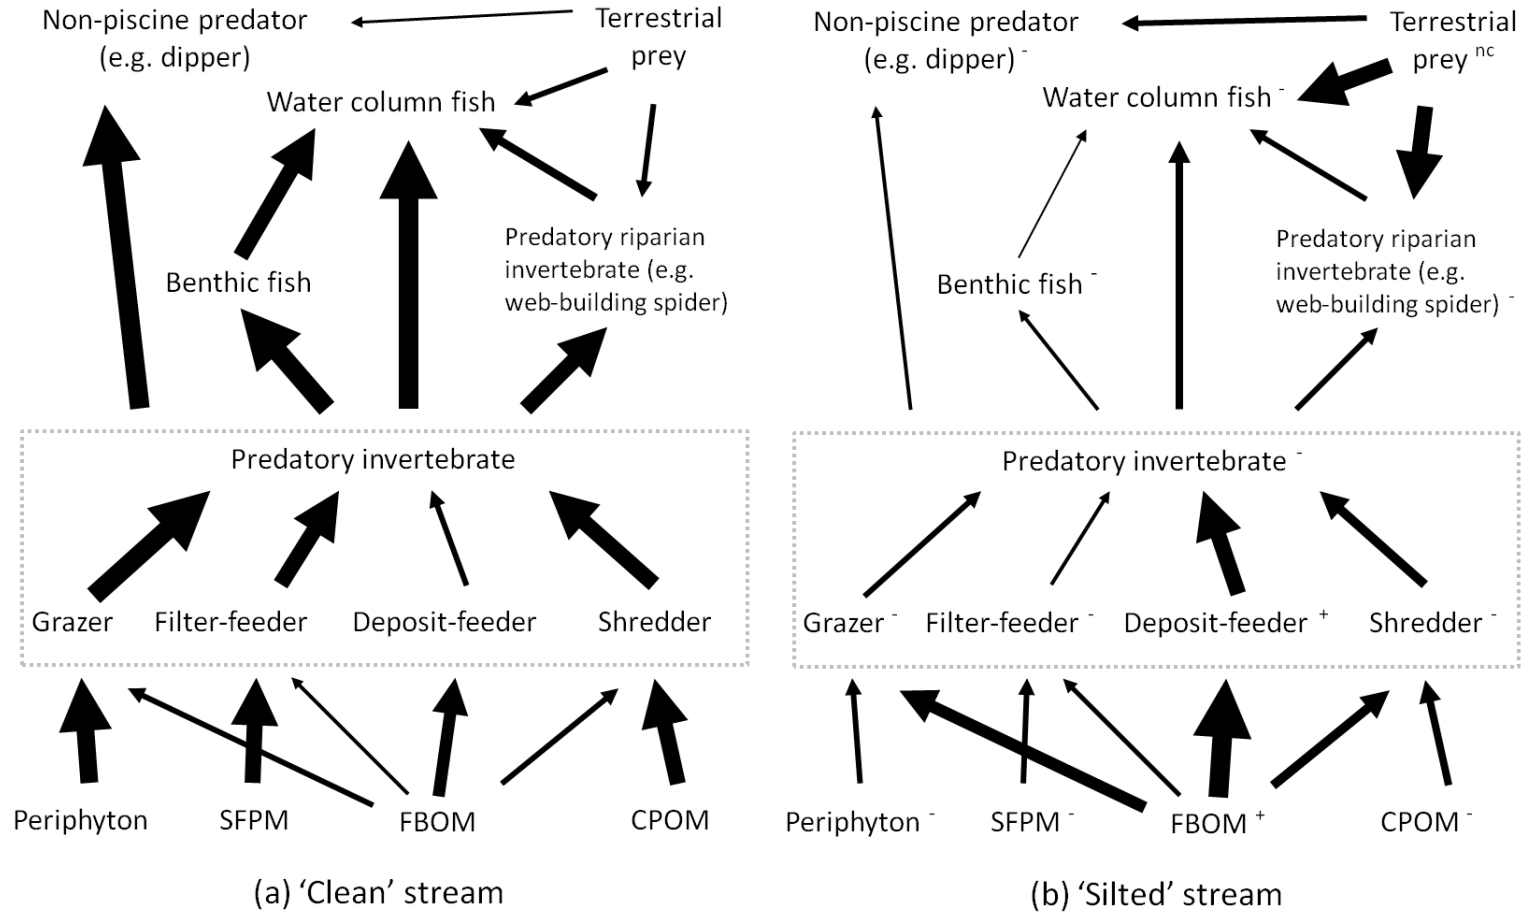 Non-piscine predator
(e.g. dipper)
Terrestrial
prey
Water column fish
Benthic fish
Predatory riparian
invertebrate (e.g.
web-building spider)
Predatory invertebrate
Grazer
Filter-feeder
Deposit-feeder
Shredder
Periphyton
SFPM
FBOM
CPOM
(a) ‘Clean’ stream
Non-piscine predator
(e.g. dipper) -
Terrestrial
prey nc
Water column fish -
Benthic fish -
Predatory riparian
invertebrate (e.g.
web-building spider) -
Predatory invertebrate -
Grazer -
Filter-feeder -
Deposit-feeder +
Shredder -
Periphyton -
SFPM -
FBOM +
CPOM -
(b) ‘Silted’ stream